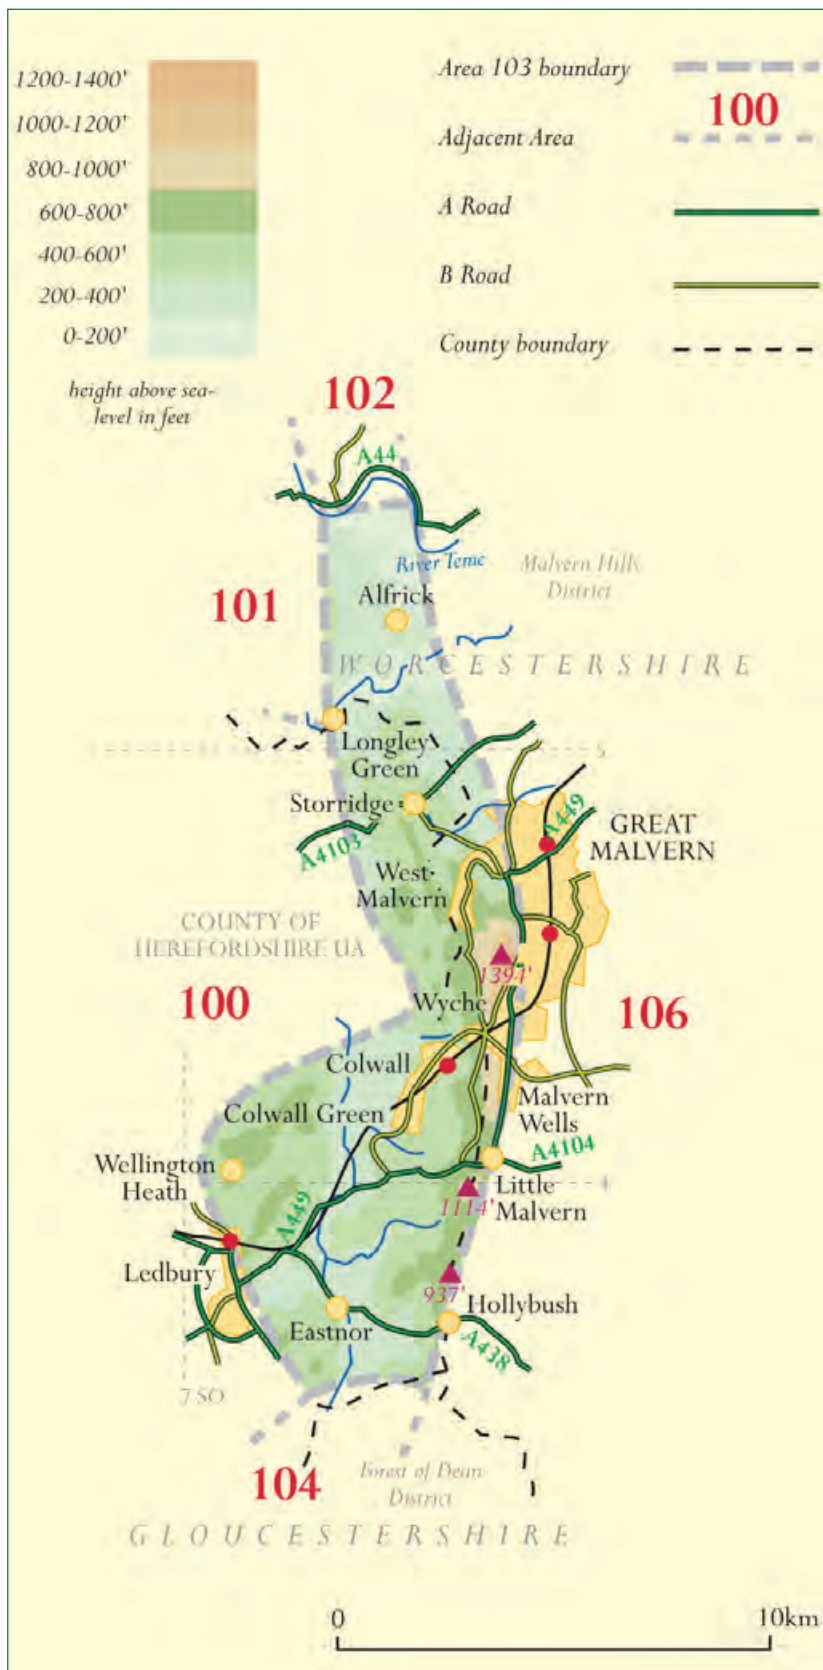 1200-1400'
1000-1200'
800-1000'
600-800'
400-600'
200-400'
0-200'
height above sea-
level in feet
Area 103 boundary
100
Adjacent Area
A Road
B Road
County boundary
102
A44
River Teme
Malvern Hills
District
Alfrick
101
WORCESTERSHIRE
Longley
Green
5
Storridge
A4103
A449
GREAT
MALVERN
West
Malvern
COUNTY OF
HEREFORDSHIRE UA
1394'
Wyche
100
106
Colwall
Colwall Green
Malvern
Wells
A4104
Wellington
Heath
4
Little
Malvern
1114'
A449
Ledbury
937'
Hollybush
Eastnor
A438
7 SO
104
Forest of Dean
District
GLOUCESTERSHIRE
0
10km